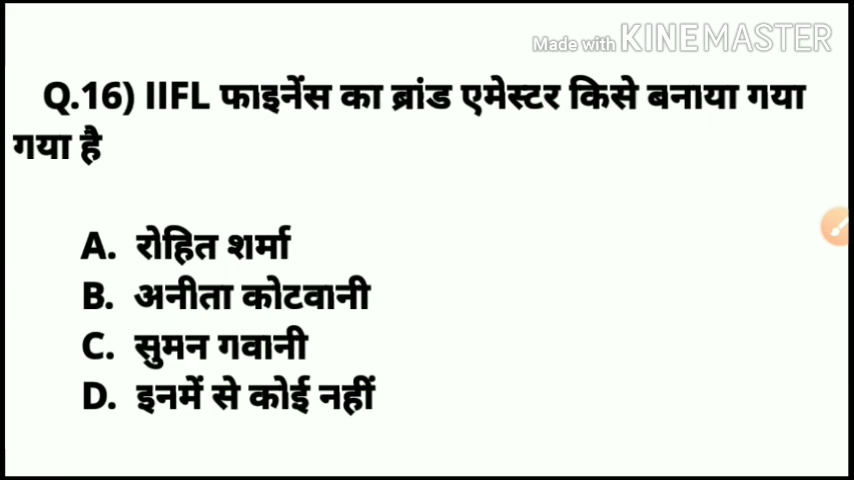 Made with KINEMASTER
Q.16) IIFL फाइनेंस का ब्रांड एमेस्टर किसे बनाया गया
गया है
A. रोहित शर्मा
B. अनीता कोटवानी
C. सुमन गवानी
D. इनमें से कोई नहीं